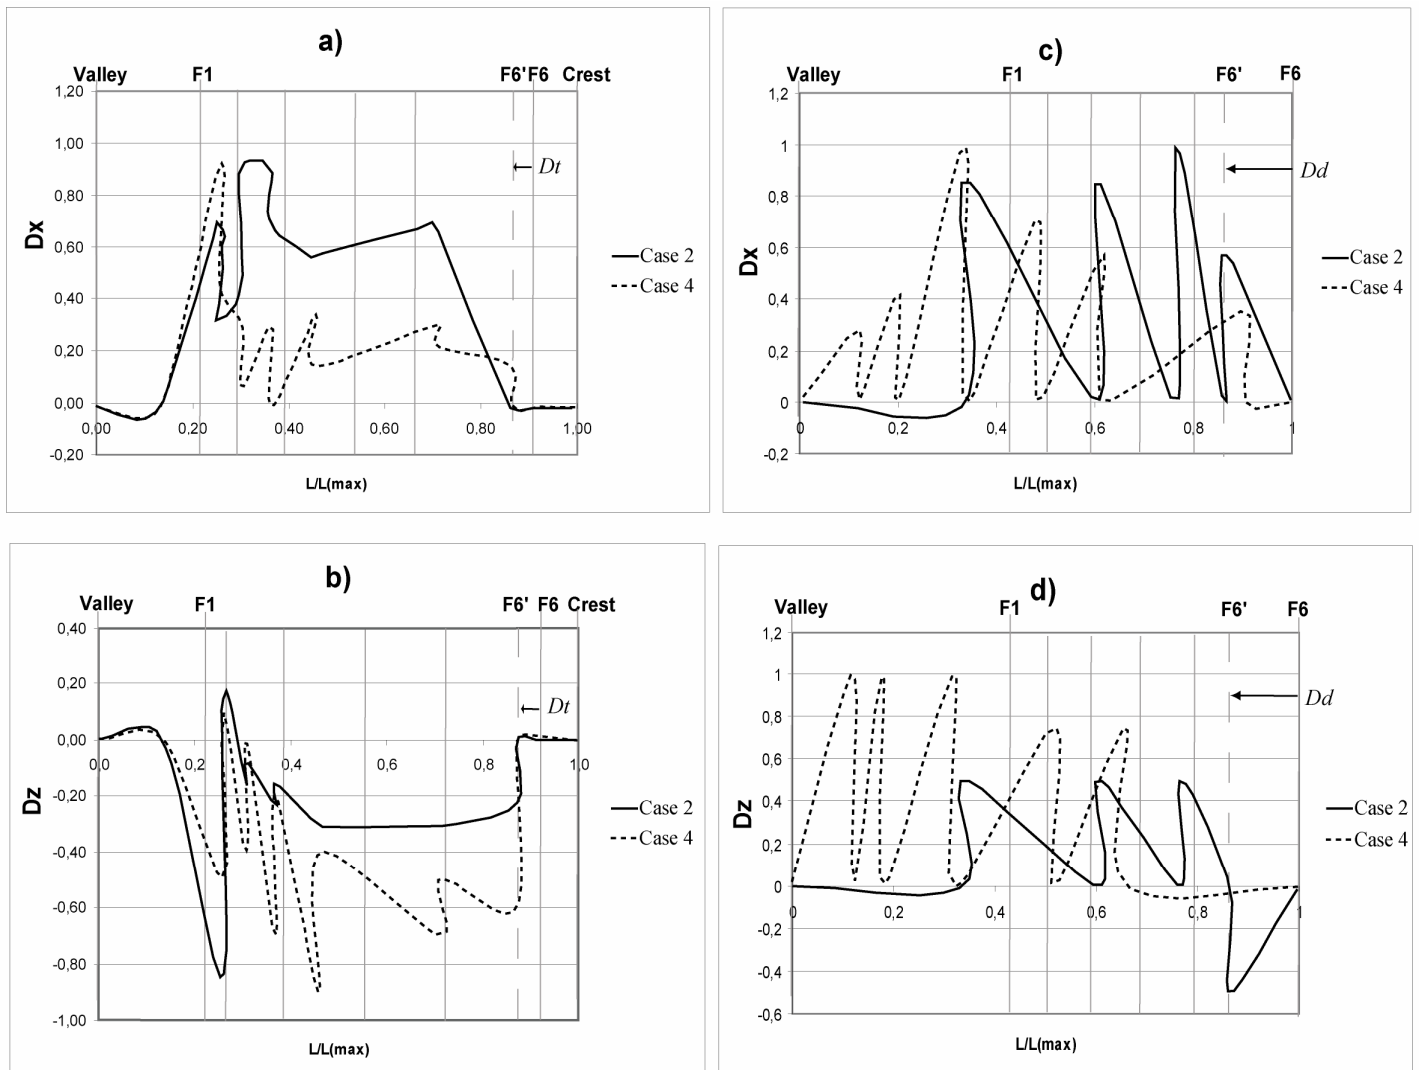 a)
Valley F1 F6' F6 Crest
1,20
1,00
0,80
0,60
0,40
0,20
0,00
-0,20
Dx
Dt
0,00 0,20 0,40 0,60 0,80 1,00
L/L(max)
Case 2
Case 4
c)
Valley F1 F6' F6
1,2
1
0,8
0,6
0,4
0,2
0
-0,2
Dx
Dd
0 0,2 0,4 0,6 0,8 1
L/L(max)
Case 2
Case 4
b)
Valley F1 F6' F6 Crest
0,40
0,20
0,00
-0,20
-0,40
-0,60
-0,80
-1,00
Dz
Dt
0,0 0,2 0,4 0,6 0,8 1,0
L/L(max)
Case 2
Case 4
d)
Valley F1 F6' F6
1,2
1
0,8
0,6
0,4
0,2
0
-0,2
-0,4
-0,6
Dz
Dd
0 0,2 0,4 0,6 0,8 1
L/L(max)
Case 2
Case 4